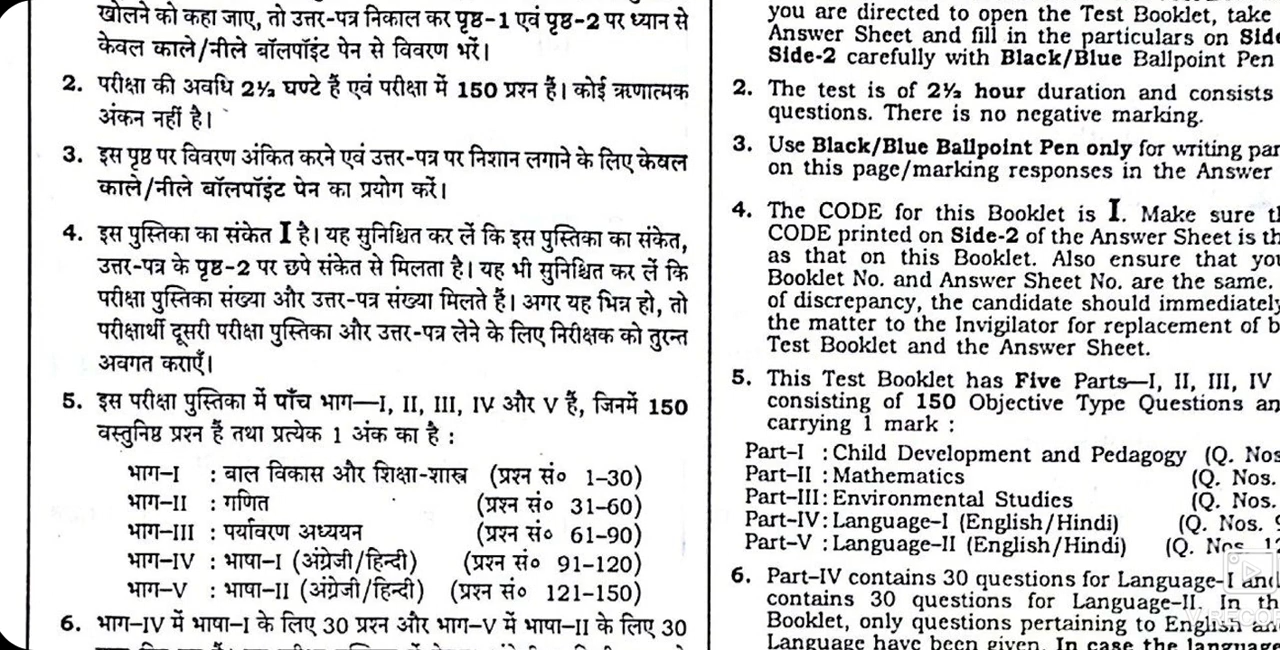 खोलने को कहा जाए, तो उत्तर-पत्र निकाल कर पृष्ठ-1 एवं पृष्ठ-2 पर ध्यान से
केवल काले/नीले बॉलपॉइंट पेन से विवरण भरें।
2. परीक्षा की अवधि 2½ घण्टे हैं एवं परीक्षा में 150 प्रश्न हैं। कोई ऋणात्मक
अंकन नहीं है।
3. इस पृष्ठ पर विवरण अंकित करने एवं उत्तर-पत्र पर निशान लगाने के लिए केवल
काले/नीले बॉलपॉइंट पेन का प्रयोग करें।
4. इस पुस्तिका का संकेत I है। यह सुनिश्चित कर लें कि इस पुस्तिका का संकेत,
उत्तर-पत्र के पृष्ठ-2 पर छपे संकेत से मिलता है। यह भी सुनिश्चित कर लें कि
परीक्षा पुस्तिका संख्या और उत्तर-पत्र संख्या मिलते हैं। अगर यह भिन्न हो, तो
परीक्षार्थी दूसरी परीक्षा पुस्तिका और उत्तर-पत्र लेने के लिए निरीक्षक को तुरन्त
अवगत कराएँ।
5. इस परीक्षा पुस्तिका में पाँच भाग—I, II, III, IV और V हैं, जिनमें 150
वस्तुनिष्ठ प्रश्न हैं तथा प्रत्येक 1 अंक का है :
भाग–I : बाल विकास और शिक्षा-शास्त्र (प्रश्न सं० 1–30)
भाग–II : गणित (प्रश्न सं० 31–60)
भाग–III : पर्यावरण अध्ययन (प्रश्न सं० 61–90)
भाग–IV : भाषा–I (अंग्रेजी/हिन्दी) (प्रश्न सं० 91–120)
भाग–V : भाषा–II (अंग्रेजी/हिन्दी) (प्रश्न सं० 121–150)
6. भाग–IV में भाषा–I के लिए 30 प्रश्न और भाग–V में भाषा–II के लिए 30
you are directed to open the Test Booklet, take
Answer Sheet and fill in the particulars on Side
Side-2 carefully with Black/Blue Ballpoint Pen
2. The test is of 2½ hour duration and consists
questions. There is no negative marking.
3. Use Black/Blue Ballpoint Pen only for writing par
on this page/marking responses in the Answer
4. The CODE for this Booklet is I. Make sure th
CODE printed on Side-2 of the Answer Sheet is th
as that on this Booklet. Also ensure that you
Booklet No. and Answer Sheet No. are the same.
of discrepancy, the candidate should immediately
the matter to the Invigilator for replacement of b
Test Booklet and the Answer Sheet.
5. This Test Booklet has Five Parts—I, II, III, IV
consisting of 150 Objective Type Questions an
carrying 1 mark :
Part–I : Child Development and Pedagogy (Q. Nos
Part–II : Mathematics (Q. Nos.
Part–III : Environmental Studies (Q. Nos.
Part–IV : Language–I (English/Hindi) (Q. Nos. 9
Part–V : Language–II (English/Hindi) (Q. Nos. 12
6. Part–IV contains 30 questions for Language–I and
contains 30 questions for Language–II. In th
Booklet, only questions pertaining to English an
Language have been given. In case the language